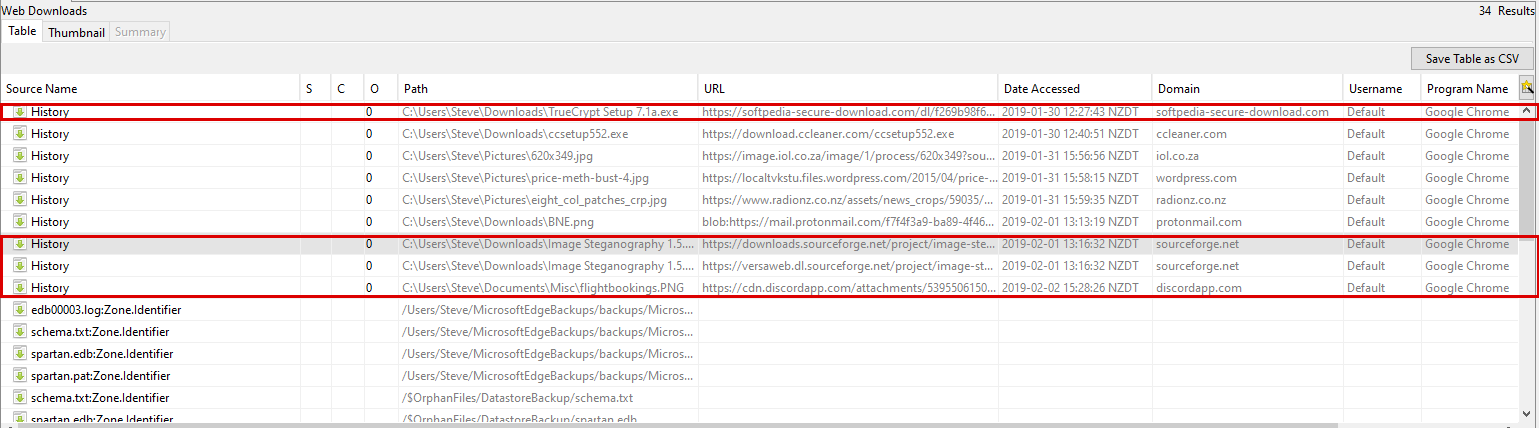 Web Downloads 34 Results
Table Thumbnail Summary
Save Table as CSV
Source Name S C O Path URL Date Accessed Domain Username Program Name
History 0 C:\Users\Steve\Downloads\TrueCrypt Setup 7.1a.exe https://softpedia-secure-download.com/dl/f269b98f6... 2019-01-30 12:27:43 NZDT softpedia-secure-download.com Default Google Chrome
History 0 C:\Users\Steve\Downloads\ccsetup552.exe https://download.ccleaner.com/ccsetup552.exe 2019-01-30 12:40:51 NZDT ccleaner.com Default Google Chrome
History 0 C:\Users\Steve\Pictures\620x349.jpg https://image.iol.co.za/image/1/process/620x349?sou... 2019-01-31 15:56:56 NZDT iol.co.za Default Google Chrome
History 0 C:\Users\Steve\Pictures\price-meth-bust-4.jpg https://localtvkstu.files.wordpress.com/2015/04/price-... 2019-01-31 15:58:15 NZDT wordpress.com Default Google Chrome
History 0 C:\Users\Steve\Pictures\eight_col_patches_crp.jpg https://www.radionz.co.nz/assets/news_crops/59035/... 2019-01-31 15:59:35 NZDT radionz.co.nz Default Google Chrome
History 0 C:\Users\Steve\Downloads\BNE.png blob:https://mail.protonmail.com/f7f4f3a9-ba89-4f46... 2019-02-01 13:13:19 NZDT protonmail.com Default Google Chrome
History 0 C:\Users\Steve\Downloads\Image Steganography 1.5.... https://downloads.sourceforge.net/project/image-ste... 2019-02-01 13:16:32 NZDT sourceforge.net Default Google Chrome
History 0 C:\Users\Steve\Downloads\Image Steganography 1.5.... https://versaweb.dl.sourceforge.net/project/image-st... 2019-02-01 13:16:32 NZDT sourceforge.net Default Google Chrome
History 0 C:\Users\Steve\Documents\Misc\flightbookings.PNG https://cdn.discordapp.com/attachments/5395506150... 2019-02-02 15:28:26 NZDT discordapp.com Default Google Chrome
edb00003.log:Zone.Identifier /Users/Steve/MicrosoftEdgeBackups/backups/Micros...
schema.txt:Zone.Identifier /Users/Steve/MicrosoftEdgeBackups/backups/Micros...
spartan.edb:Zone.Identifier /Users/Steve/MicrosoftEdgeBackups/backups/Micros...
spartan.pat:Zone.Identifier /Users/Steve/MicrosoftEdgeBackups/backups/Micros...
schema.txt:Zone.Identifier /$OrphanFiles/DatastoreBackup/schema.txt
spartan.edb:Zone.Identifier /$OrphanFiles/DatastoreBackup/spartan.edb